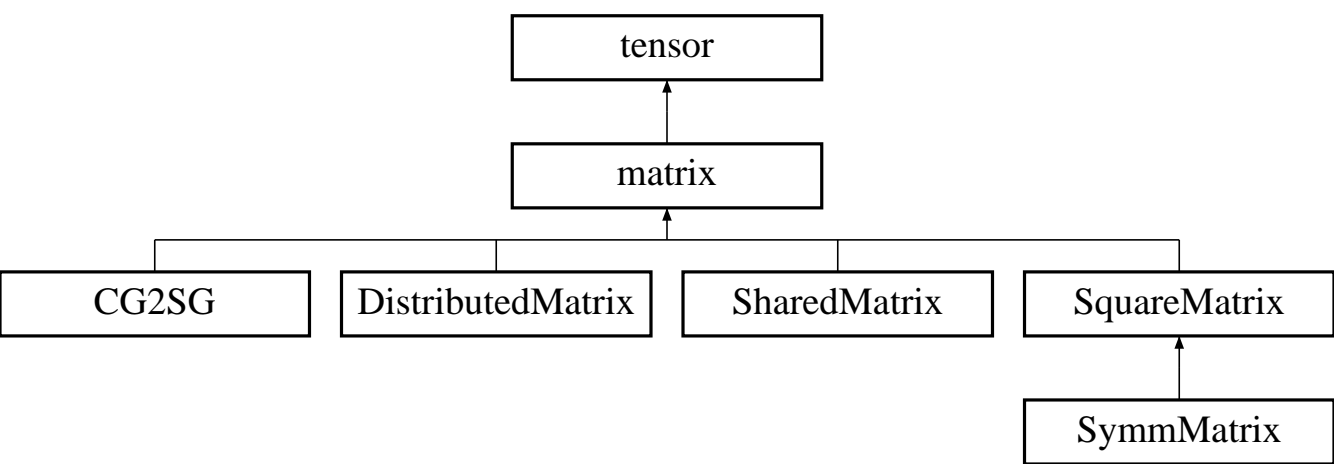 tensor
matrix
CG2SG
DistributedMatrix
SharedMatrix
SquareMatrix
SymmMatrix